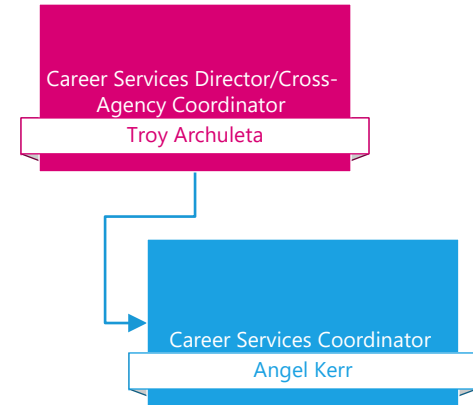 Career Services Director/Cross-
Agency Coordinator
Troy Archuleta
Career Services Coordinator
Angel Kerr